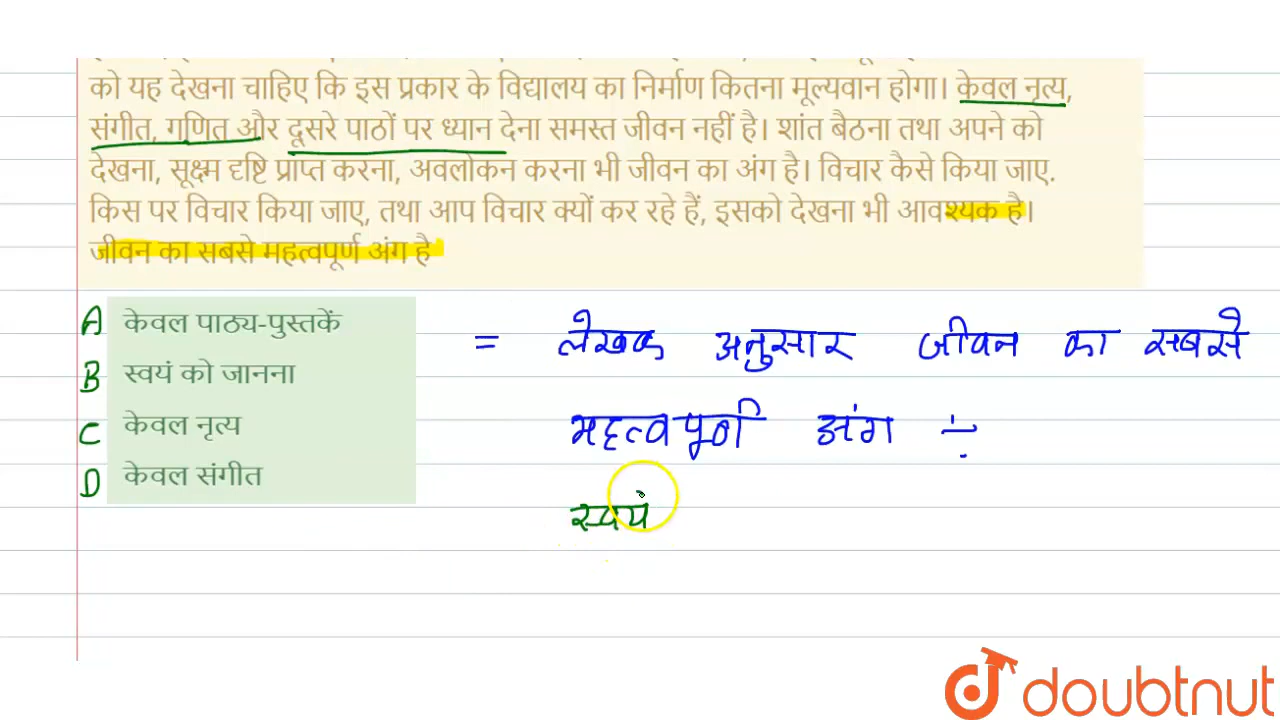 को यह देखना चाहिए कि इस प्रकार के विद्यालय का निर्माण कितना मूल्यवान होगा। केवल नृत्य,
संगीत, गणित और दूसरे पाठों पर ध्यान देना समस्त जीवन नहीं है। शांत बैठना तथा अपने को
देखना, सूक्ष्म दृष्टि प्राप्त करना, अवलोकन करना भी जीवन का अंग है। विचार कैसे किया जाए.
किस पर विचार किया जाए, तथा आप विचार क्यों कर रहे हैं, इसको देखना भी आवश्यक है।
जीवन का सबसे महत्वपूर्ण अंग है
A केवल पाठ्य-पुस्तकें
B स्वयं को जानना
C केवल नृत्य
D केवल संगीत
= लेखक अनुसार जीवन का सबसे
महत्वपूर्ण अंग ÷
स्वयं
doubtnut